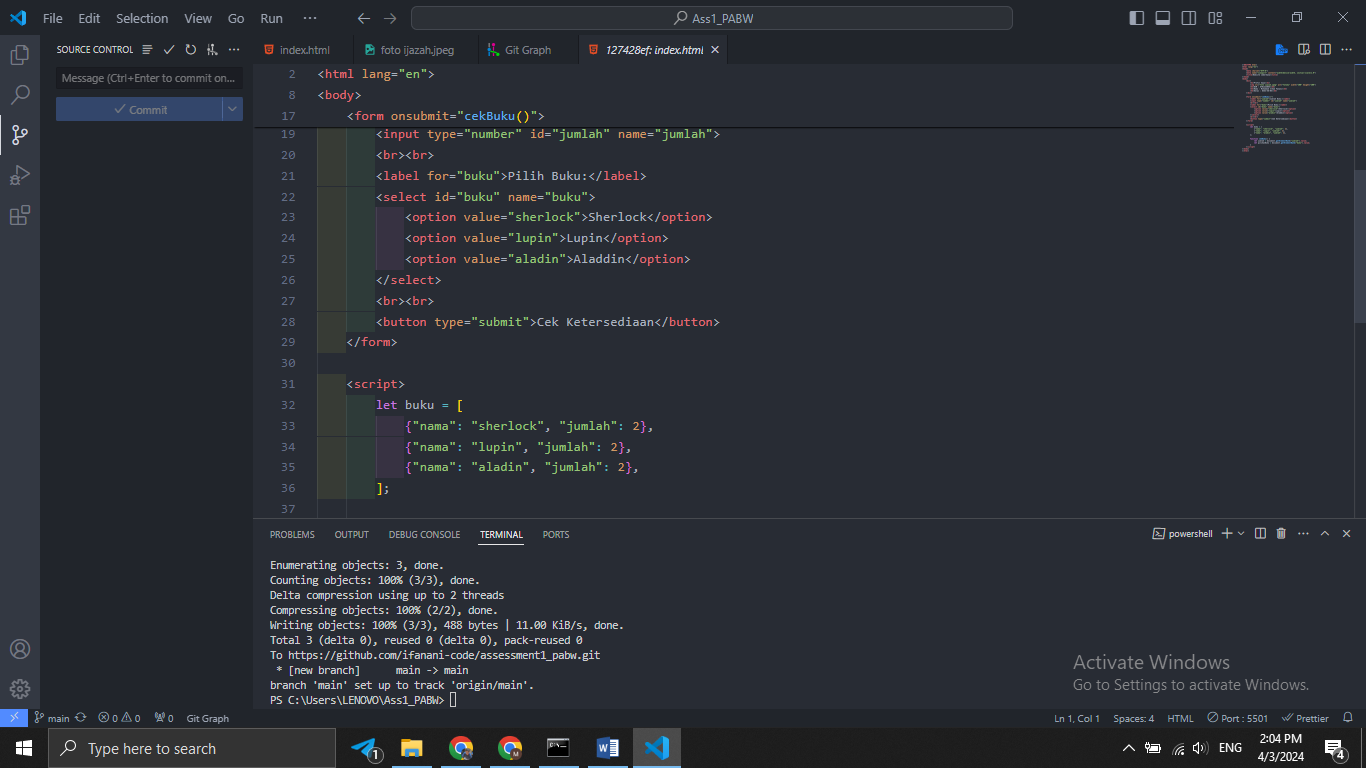 File Edit Selection View Go Run ··· Ass1_PABW
SOURCE CONTROL
Message (Ctrl+Enter to commit on...
Commit
index.html foto ijazah.jpeg Git Graph 127428ef: index.html
2 <html lang="en">
8 <body>
17 <form onsubmit="cekBuku()">
19 <input type="number" id="jumlah" name="jumlah">
20 <br><br>
21 <label for="buku">Pilih Buku:</label>
22 <select id="buku" name="buku">
23 <option value="sherlock">Sherlock</option>
24 <option value="lupin">Lupin</option>
25 <option value="aladin">Aladdin</option>
26 </select>
27 <br><br>
28 <button type="submit">Cek Ketersediaan</button>
29 </form>
30
31 <script>
32 let buku = [
33 {"nama": "sherlock", "jumlah": 2},
34 {"nama": "lupin", "jumlah": 2},
35 {"nama": "aladin", "jumlah": 2},
36 ];
37
PROBLEMS OUTPUT DEBUG CONSOLE TERMINAL PORTS powershell
Enumerating objects: 3, done.
Counting objects: 100% (3/3), done.
Delta compression using up to 2 threads
Compressing objects: 100% (2/2), done.
Writing objects: 100% (3/3), 488 bytes | 11.00 KiB/s, done.
Total 3 (delta 0), reused 0 (delta 0), pack-reused 0
To https://github.com/ifanani-code/assessment1_pabw.git
* [new branch] main -> main
branch 'main' set up to track 'origin/main'.
PS C:\Users\LENOVO\Ass1_PABW>
Activate Windows
Go to Settings to activate Windows.
main 0 0 0 Git Graph Ln 1, Col 1 Spaces: 4 HTML Port : 5501 Prettier
Type here to search 1 ENG 2:04 PM
4/3/2024 4